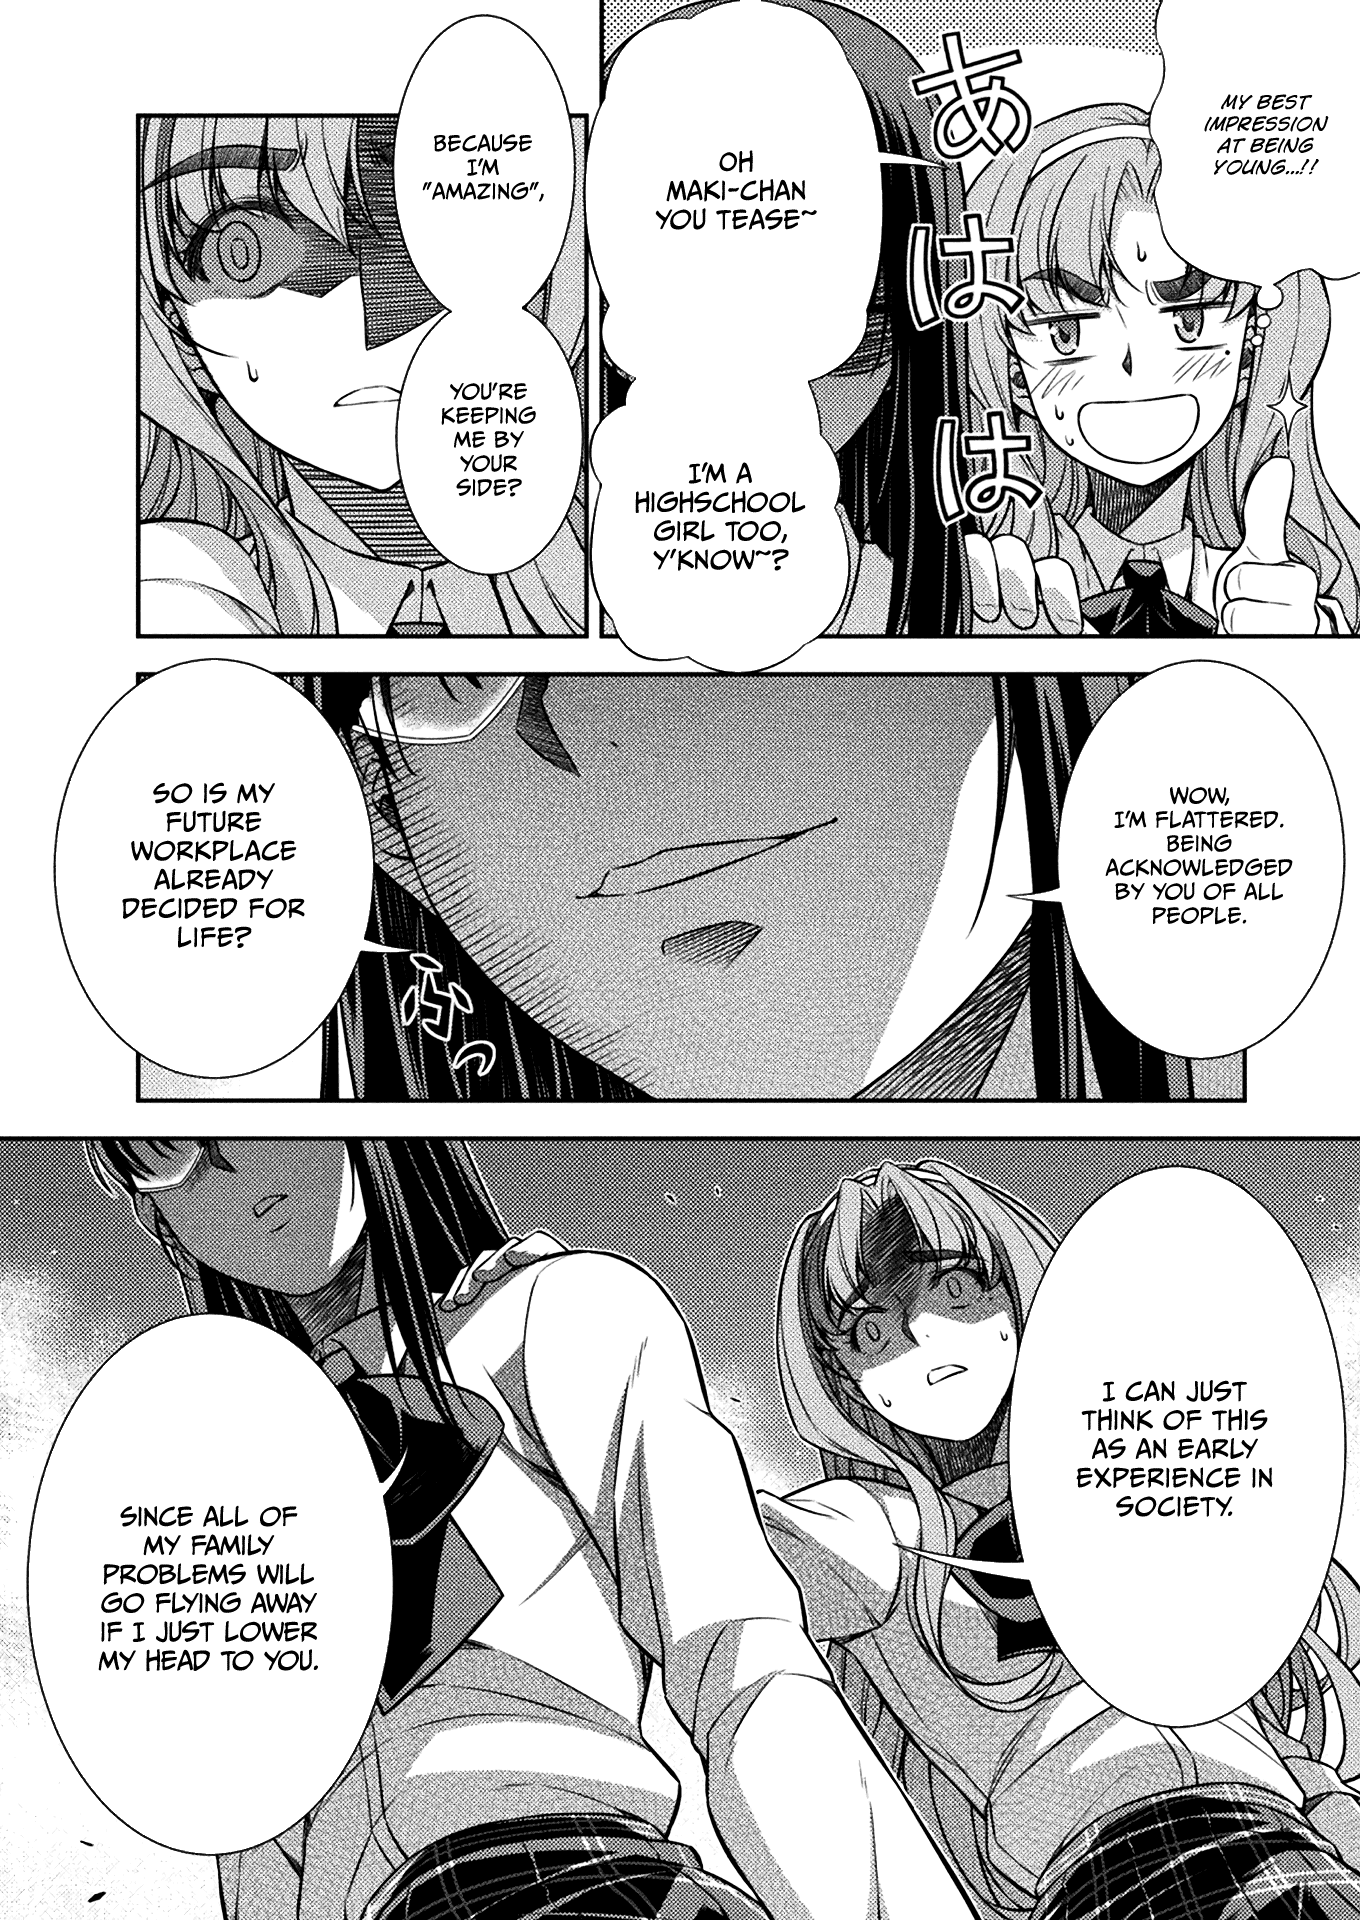 MY BEST
IMPRESSION
AT BEING
YOUNG...!!
あはは
OH
MAKI-CHAN
YOU TEASE~
I'M A
HIGHSCHOOL
GIRL TOO,
Y'KNOW~?
BECAUSE
I'M
"AMAZING",
YOU'RE
KEEPING
ME BY
YOUR
SIDE?
WOW,
I'M FLATTERED.
BEING
ACKNOWLEDGED
BY YOU OF ALL
PEOPLE.
SO IS MY
FUTURE
WORKPLACE
ALREADY
DECIDED FOR
LIFE?
ふっ
I CAN JUST
THINK OF THIS
AS AN EARLY
EXPERIENCE IN
SOCIETY.
SINCE ALL OF
MY FAMILY
PROBLEMS WILL
GO FLYING AWAY
IF I JUST LOWER
MY HEAD TO YOU.